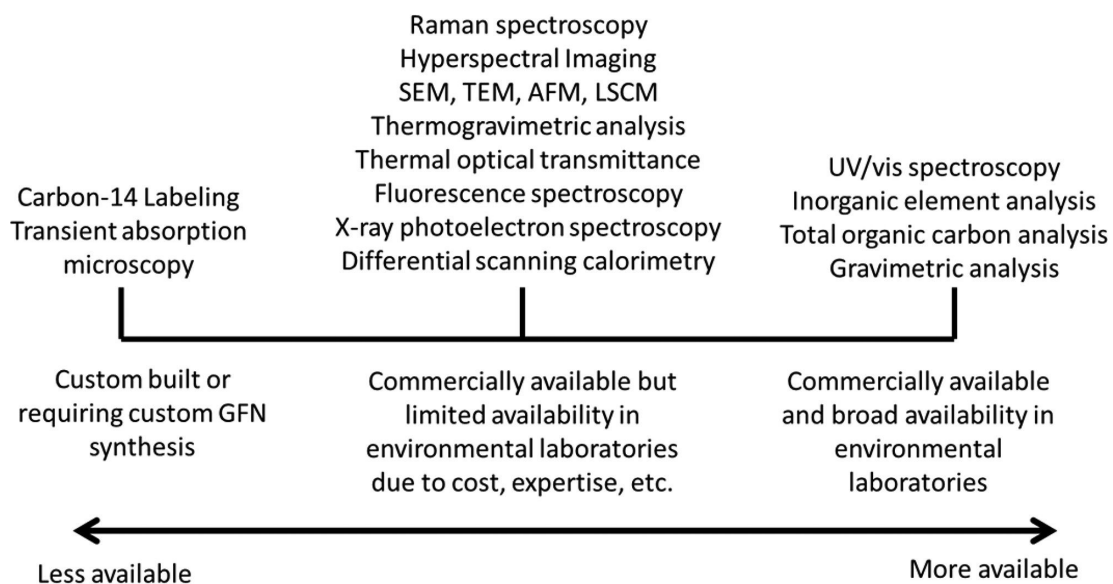 Carbon-14 Labeling
Transient absorption
microscopy
Raman spectroscopy
Hyperspectral Imaging
SEM, TEM, AFM, LSCM
Thermogravimetric analysis
Thermal optical transmittance
Fluorescence spectroscopy
X-ray photoelectron spectroscopy
Differential scanning calorimetry
UV/vis spectroscopy
Inorganic element analysis
Total organic carbon analysis
Gravimetric analysis
Custom built or
requiring custom GFN
synthesis
Commercially available but
limited availability in
environmental laboratories
due to cost, expertise, etc.
Commercially available
and broad availability in
environmental
laboratories
Less available
More available